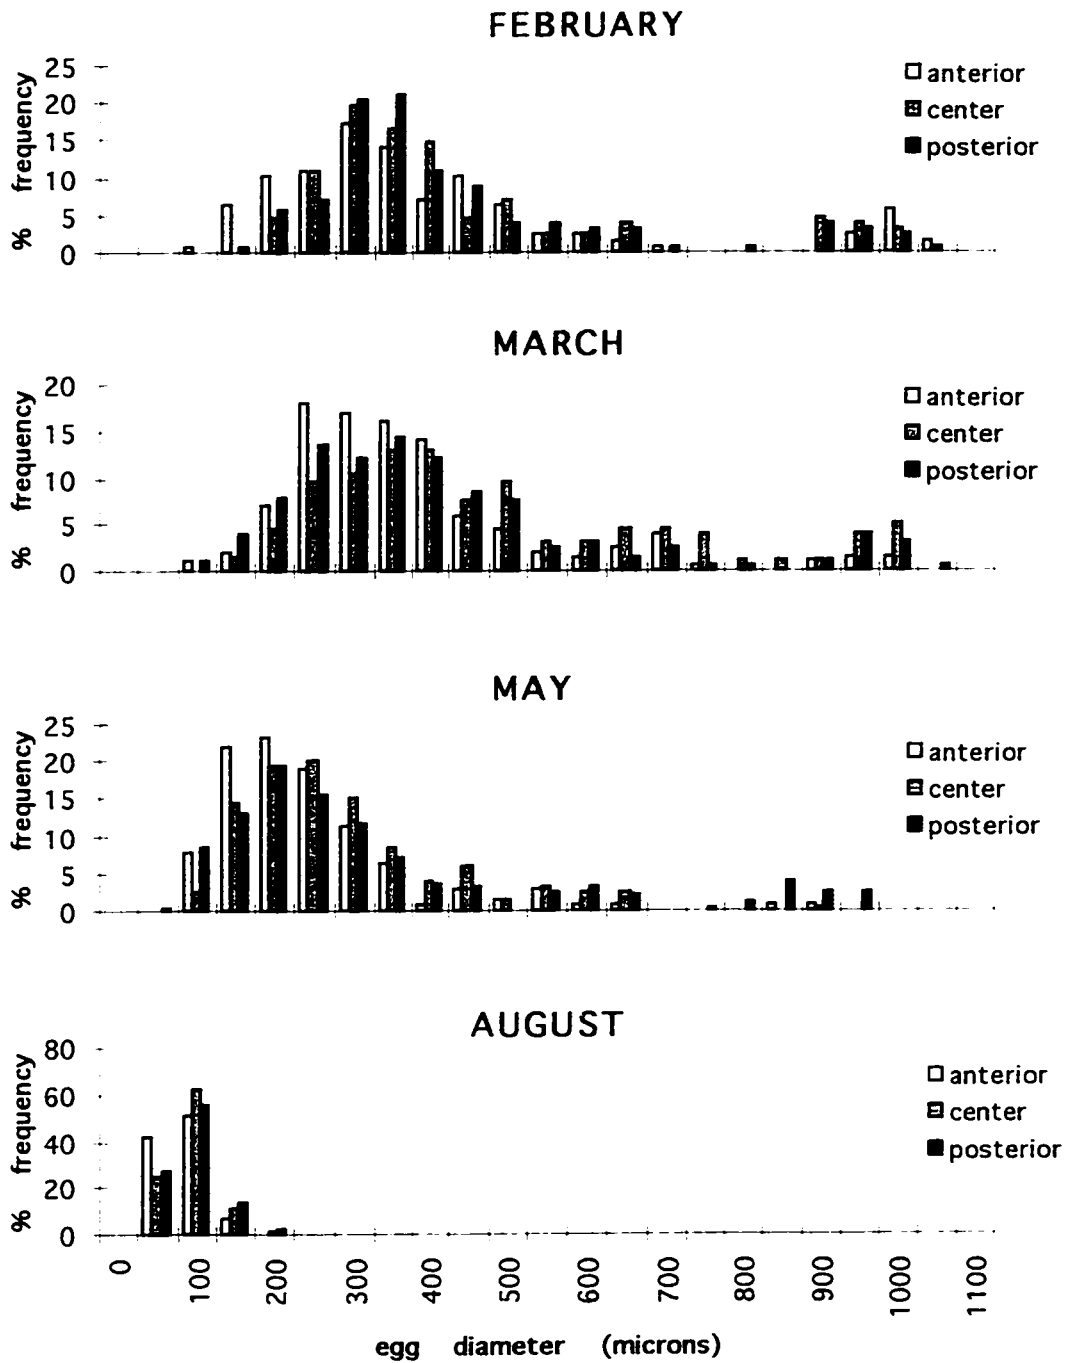 FEBRUARY
% frequency
25
20
15
10
5
0
anterior
center
posterior
MARCH
% frequency
20
15
10
5
0
anterior
center
posterior
MAY
% frequency
25
20
15
10
5
0
anterior
center
posterior
AUGUST
% frequency
80
60
40
20
0
anterior
center
posterior
0 100 200 300 400 500 600 700 800 900 1000 1100
egg diameter (microns)